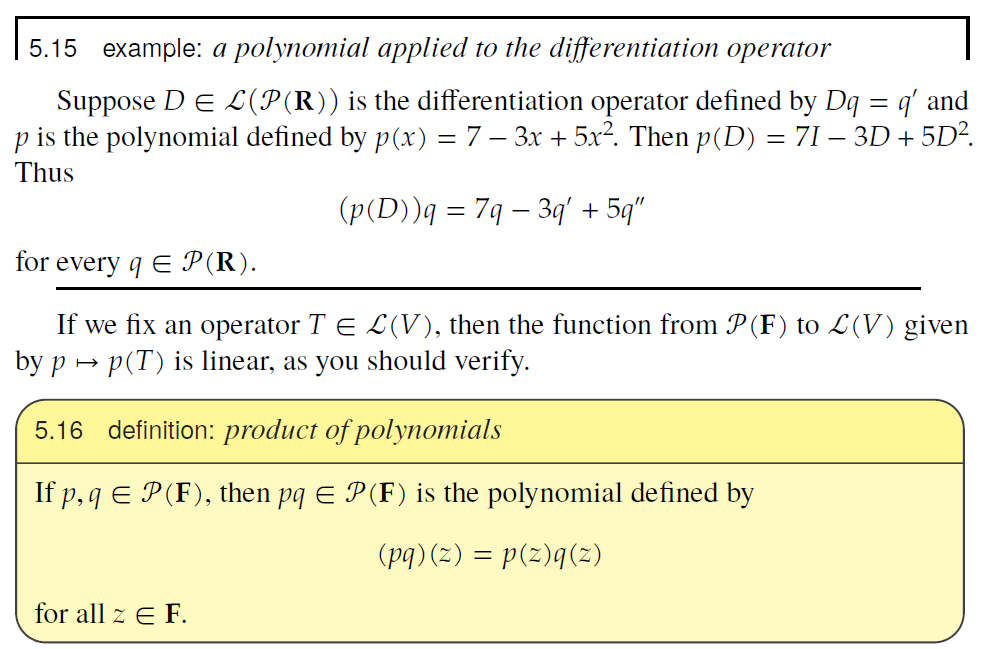 5.15 example: a polynomial applied to the differentiation operator
Suppose D ∈ ℒ(𝒫(𝐑)) is the differentiation operator defined by Dq = q′ and
p is the polynomial defined by p(x) = 7 − 3x + 5x². Then p(D) = 7I − 3D + 5D².
Thus
(p(D))q = 7q − 3q′ + 5q″
for every q ∈ 𝒫(𝐑).
If we fix an operator T ∈ ℒ(V), then the function from 𝒫(𝐅) to ℒ(V) given
by p ↦ p(T) is linear, as you should verify.
5.16 definition: product of polynomials
If p, q ∈ 𝒫(𝐅), then pq ∈ 𝒫(𝐅) is the polynomial defined by
(pq)(z) = p(z)q(z)
for all z ∈ 𝐅.